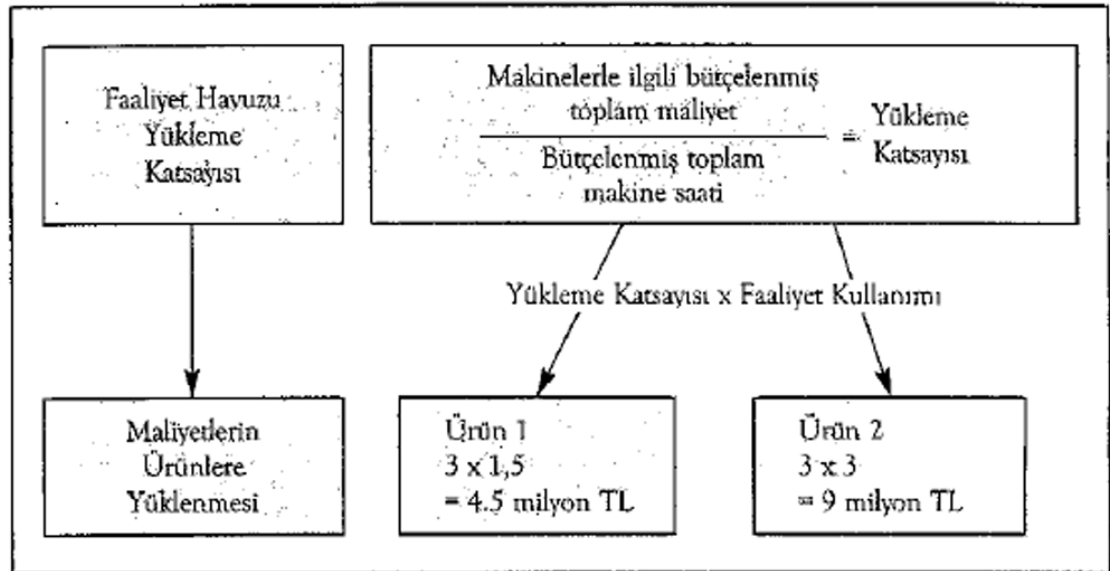 Faaliyet Havuzu
Yükleme
Katsayısı
Makinelerle ilgili bütçelenmiş
toplam maliyet
Bütçelenmiş toplam
makine saati
=
Yükleme
Katsayısı
Yükleme Katsayısı x Faaliyet Kullanımı
Maliyetlerin
Ürünlere
Yüklenmesi
Ürün 1
3 x 1,5
= 4.5 milyon TL
Ürün 2
3 x 3
= 9 milyon TL